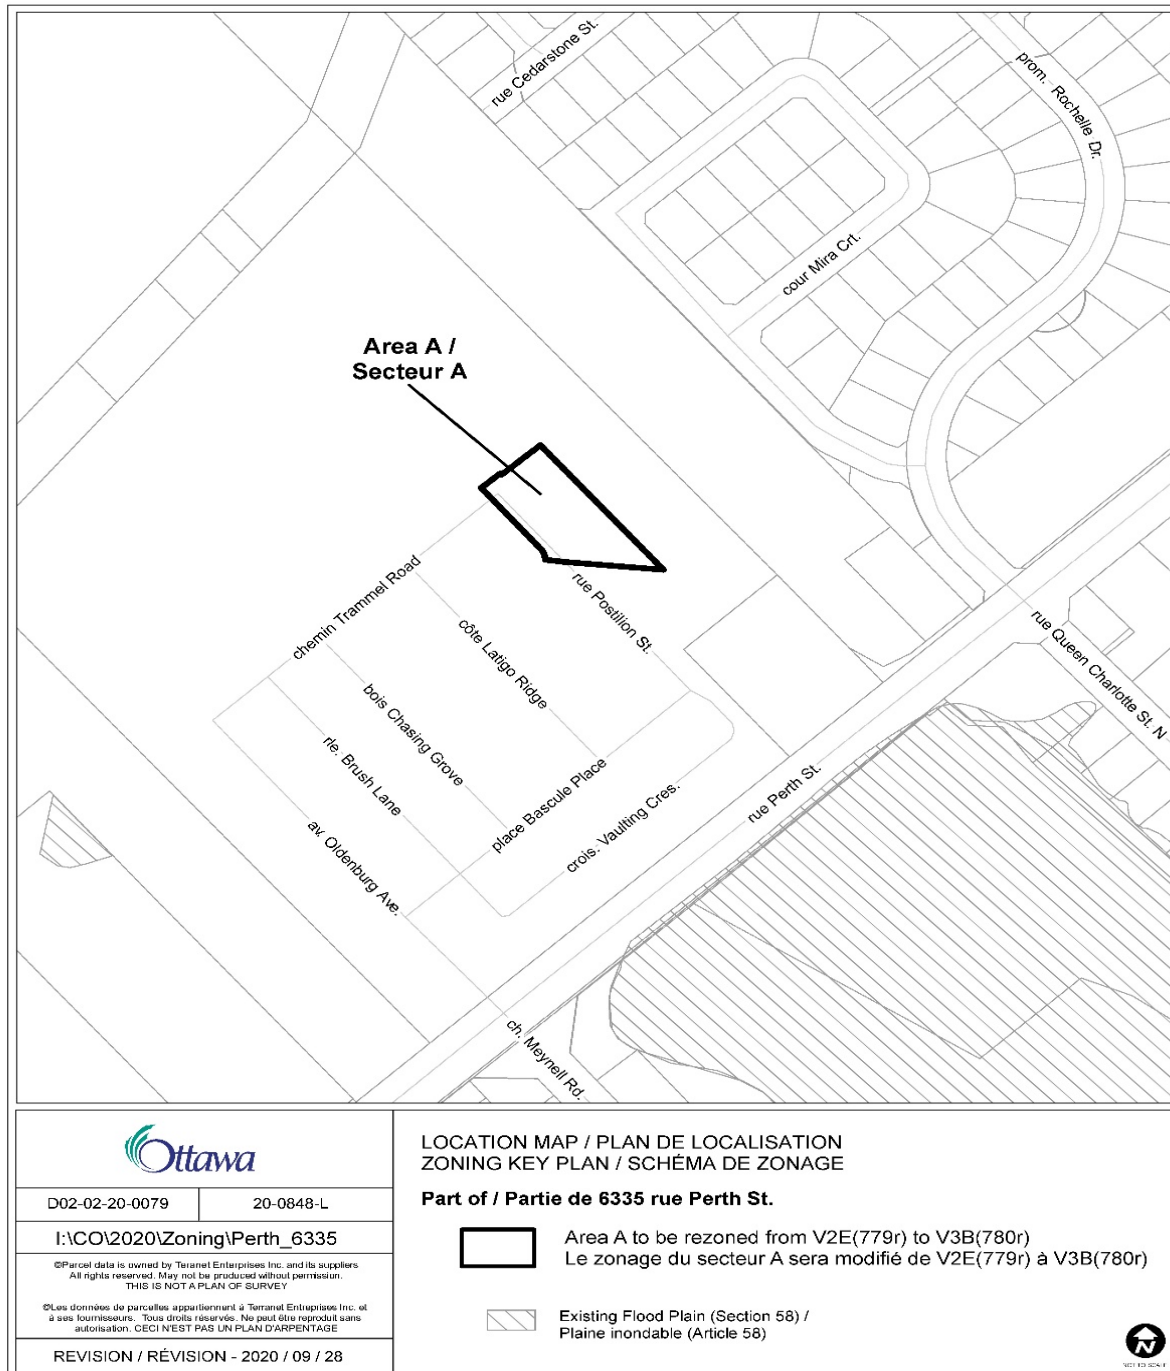 rue Cedarstone St.
prom. Rochelle Dr.
cour Mira Crt.
Area A /
Secteur A
chemin Trammel Road
rue Postilion St.
côte Latigo Ridge
rue Queen Charlotte St. N
bois Chasing Grove
rle. Brush Lane
place Bascule Place
rue Perth St.
crois. Vaulting Cres.
av. Oldenburg Ave.
ch. Meynell Rd.
Ottawa
D02-02-20-0079
20-0848-L
I:\CO\2020\Zoning\Perth_6335
©Parcel data is owned by Teranet Enterprises Inc. and its suppliers
All rights reserved. May not be produced without permission.
THIS IS NOT A PLAN OF SURVEY
©Les données de parcelles appartiennent à Teranet Entreprises Inc. et
à ses fournisseurs. Tous droits réservés. Ne peut être reproduit sans
autorisation. CECI N'EST PAS UN PLAN D'ARPENTAGE
REVISION / RÉVISION - 2020 / 09 / 28
LOCATION MAP / PLAN DE LOCALISATION
ZONING KEY PLAN / SCHÉMA DE ZONAGE
Part of / Partie de 6335 rue Perth St.
Area A to be rezoned from V2E(779r) to V3B(780r)
Le zonage du secteur A sera modifié de V2E(779r) à V3B(780r)
Existing Flood Plain (Section 58) /
Plaine inondable (Article 58)
N
NOT TO SCALE